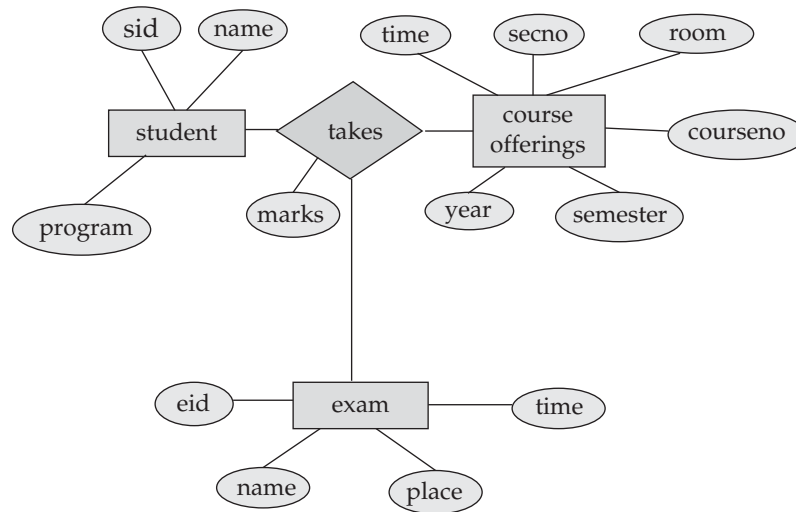 sid
name
time
secno
room
student
takes
course
offerings
courseno
program
marks
year
semester
eid
exam
time
name
place